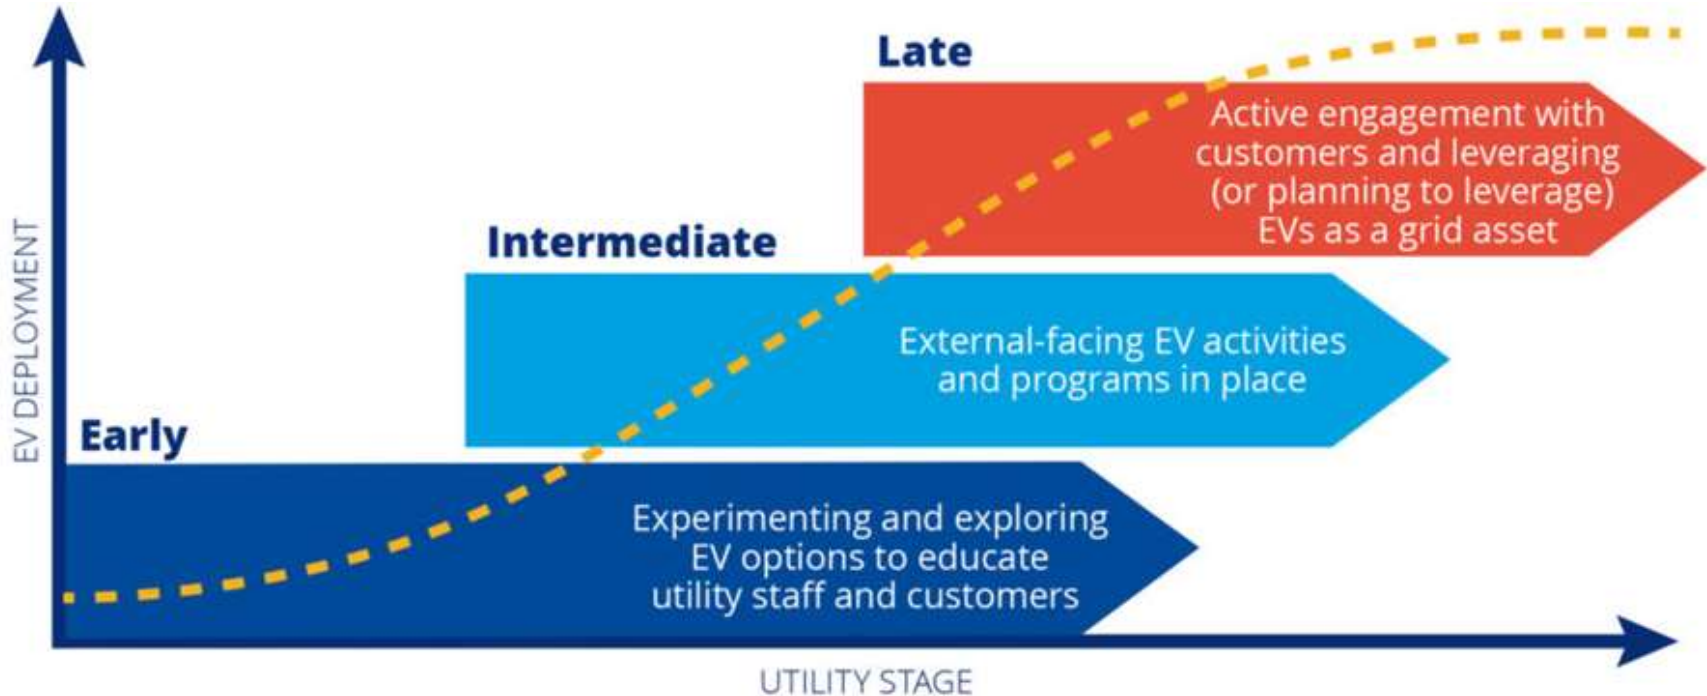 Late
Active engagement with
customers and leveraging
(or planning to leverage)
EVs as a grid asset
Intermediate
External-facing EV activities
and programs in place
Early
Experimenting and exploring
EV options to educate
utility staff and customers
EV DEPLOYMENT
UTILITY STAGE